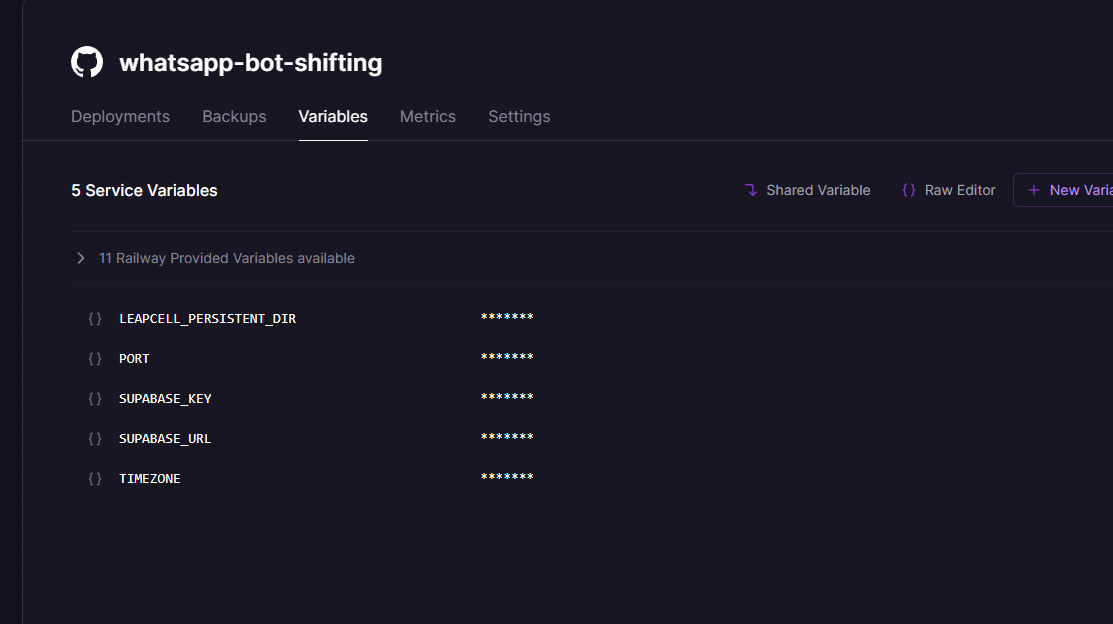 whatsapp-bot-shifting
Deployments Backups Variables Metrics Settings
5 Service Variables Shared Variable {} Raw Editor + New Varia
11 Railway Provided Variables available
{} LEAPCELL_PERSISTENT_DIR *******
{} PORT *******
{} SUPABASE_KEY *******
{} SUPABASE_URL *******
{} TIMEZONE *******